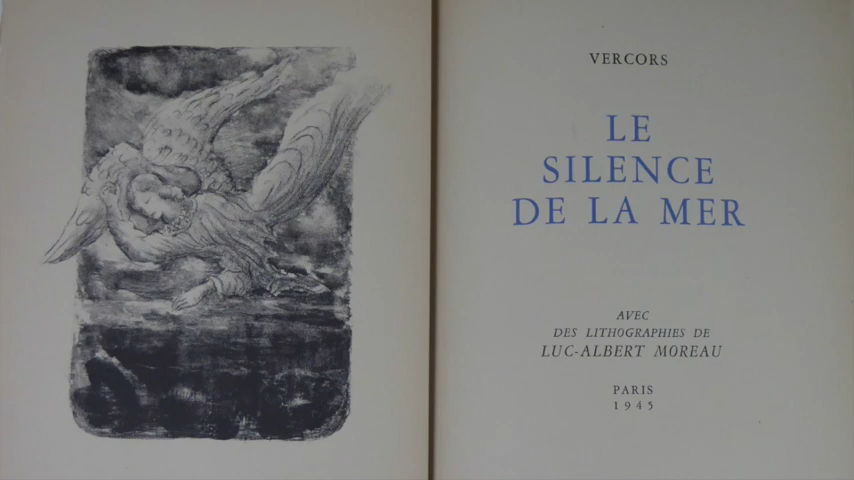 VERCORS
LE
SILENCE
DE LA MER
AVEC
DES LITHOGRAPHIES DE
LUC-ALBERT MOREAU
PARIS
1945